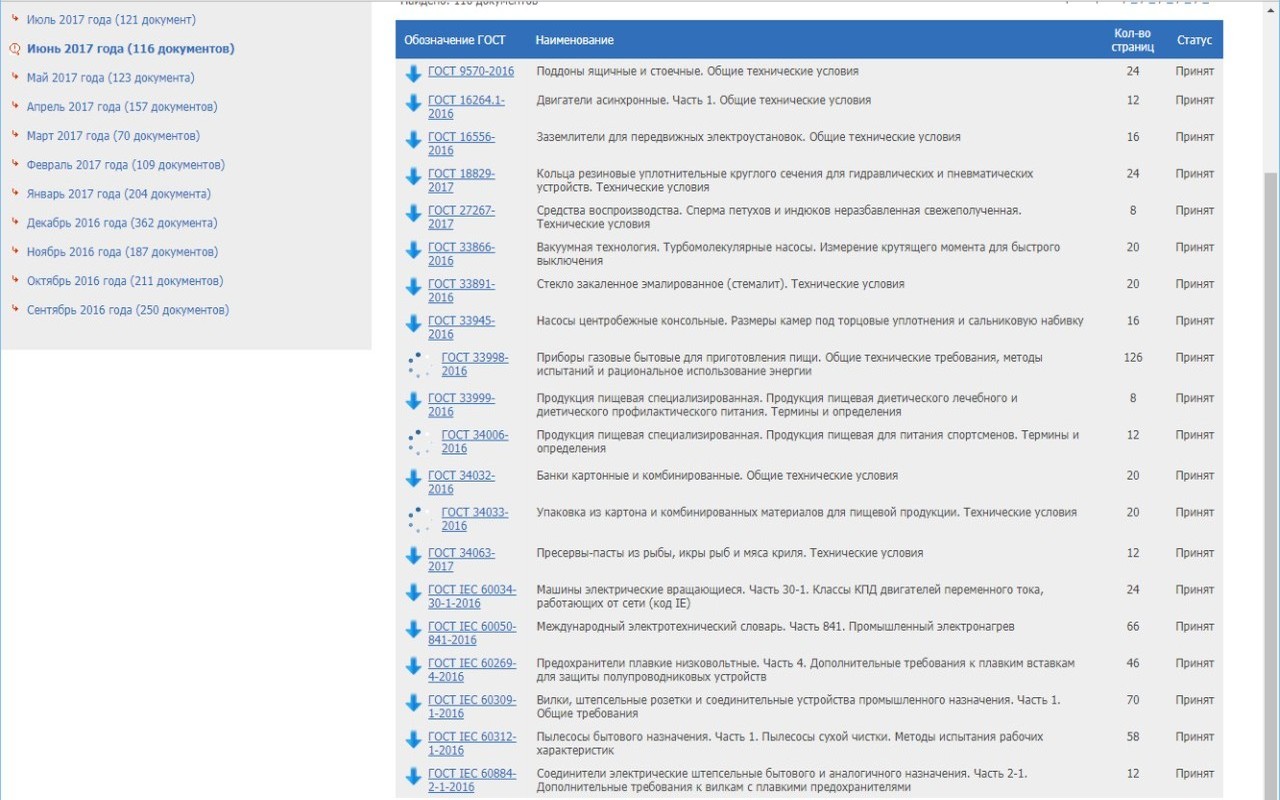 Июль 2017 года (121 документ)
Июнь 2017 года (116 документов)
Май 2017 года (123 документа)
Апрель 2017 года (157 документов)
Март 2017 года (70 документов)
Февраль 2017 года (109 документов)
Январь 2017 года (204 документа)
Декабрь 2016 года (362 документа)
Ноябрь 2016 года (187 документов)
Октябрь 2016 года (211 документов)
Сентябрь 2016 года (250 документов)
Найдено: 116 документов
Обозначение ГОСТ Наименование Кол-во страниц Статус
ГОСТ 9570-2016 Поддоны ящичные и стоечные. Общие технические условия 24 Принят
ГОСТ 16264.1- Двигатели асинхронные. Часть 1. Общие технические условия 12 Принят
2016
ГОСТ 16556- Заземлители для передвижных электроустановок. Общие технические условия 16 Принят
2016
ГОСТ 18829- Кольца резиновые уплотнительные круглого сечения для гидравлических и пневматических 24 Принят
2017 устройств. Технические условия
ГОСТ 27267- Средства воспроизводства. Сперма петухов и индюков неразбавленная свежеполученная. 8 Принят
2017 Технические условия
ГОСТ 33866- Вакуумная технология. Турбомолекулярные насосы. Измерение крутящего момента для быстрого 20 Принят
2016 выключения
ГОСТ 33891- Стекло закаленное эмалированное (стемалит). Технические условия 20 Принят
2016
ГОСТ 33945- Насосы центробежные консольные. Размеры камер под торцовые уплотнения и сальниковую набивку 16 Принят
2016
ГОСТ 33998- Приборы газовые бытовые для приготовления пищи. Общие технические требования, методы 126 Принят
2016 испытаний и рациональное использование энергии
ГОСТ 33999- Продукция пищевая специализированная. Продукция пищевая диетического лечебного и 8 Принят
2016 диетического профилактического питания. Термины и определения
ГОСТ 34006- Продукция пищевая специализированная. Продукция пищевая для питания спортсменов. Термины и 12 Принят
2016 определения
ГОСТ 34032- Банки картонные и комбинированные. Общие технические условия 20 Принят
2016
ГОСТ 34033- Упаковка из картона и комбинированных материалов для пищевой продукции. Технические условия 20 Принят
2016
ГОСТ 34063- Пресервы-пасты из рыбы, икры рыб и мяса криля. Технические условия 12 Принят
2017
ГОСТ IEC 60034- Машины электрические вращающиеся. Часть 30-1. Классы КПД двигателей переменного тока, 24 Принят
30-1-2016 работающих от сети (код IE)
ГОСТ IEC 60050- Международный электротехнический словарь. Часть 841. Промышленный электронагрев 66 Принят
841-2016
ГОСТ IEC 60269- Предохранители плавкие низковольтные. Часть 4. Дополнительные требования к плавким вставкам 46 Принят
4-2016 для защиты полупроводниковых устройств
ГОСТ IEC 60309- Вилки, штепсельные розетки и соединительные устройства промышленного назначения. Часть 1. 70 Принят
1-2016 Общие требования
ГОСТ IEC 60312- Пылесосы бытового назначения. Часть 1. Пылесосы сухой чистки. Методы испытания рабочих 58 Принят
1-2016 характеристик
ГОСТ IEC 60884- Соединители электрические штепсельные бытового и аналогичного назначения. Часть 2-1. 12 Принят
2-1-2016 Дополнительные требования к вилкам с плавкими предохранителями